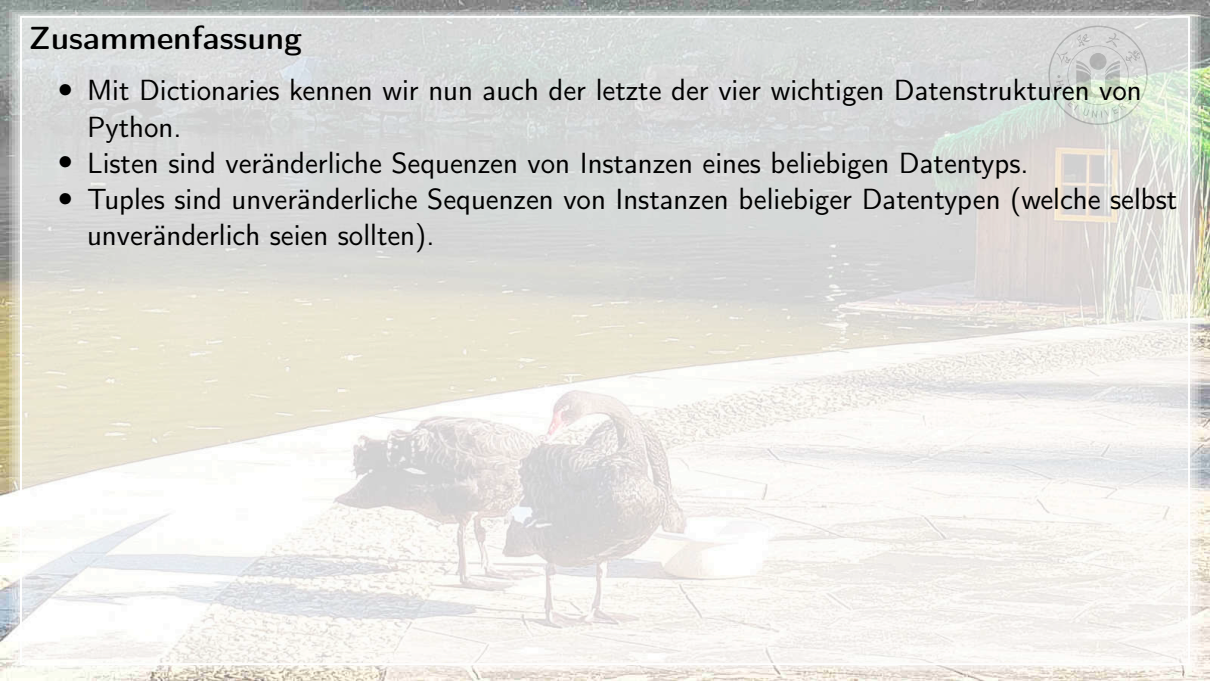 Zusammenfassung
• Mit Dictionaries kennen wir nun auch der letzte der vier wichtigen Datenstrukturen von
Python.
• Listen sind veränderliche Sequenzen von Instanzen eines beliebigen Datentyps.
• Tuples sind unveränderliche Sequenzen von Instanzen beliebiger Datentypen (welche selbst
unveränderlich seien sollten).